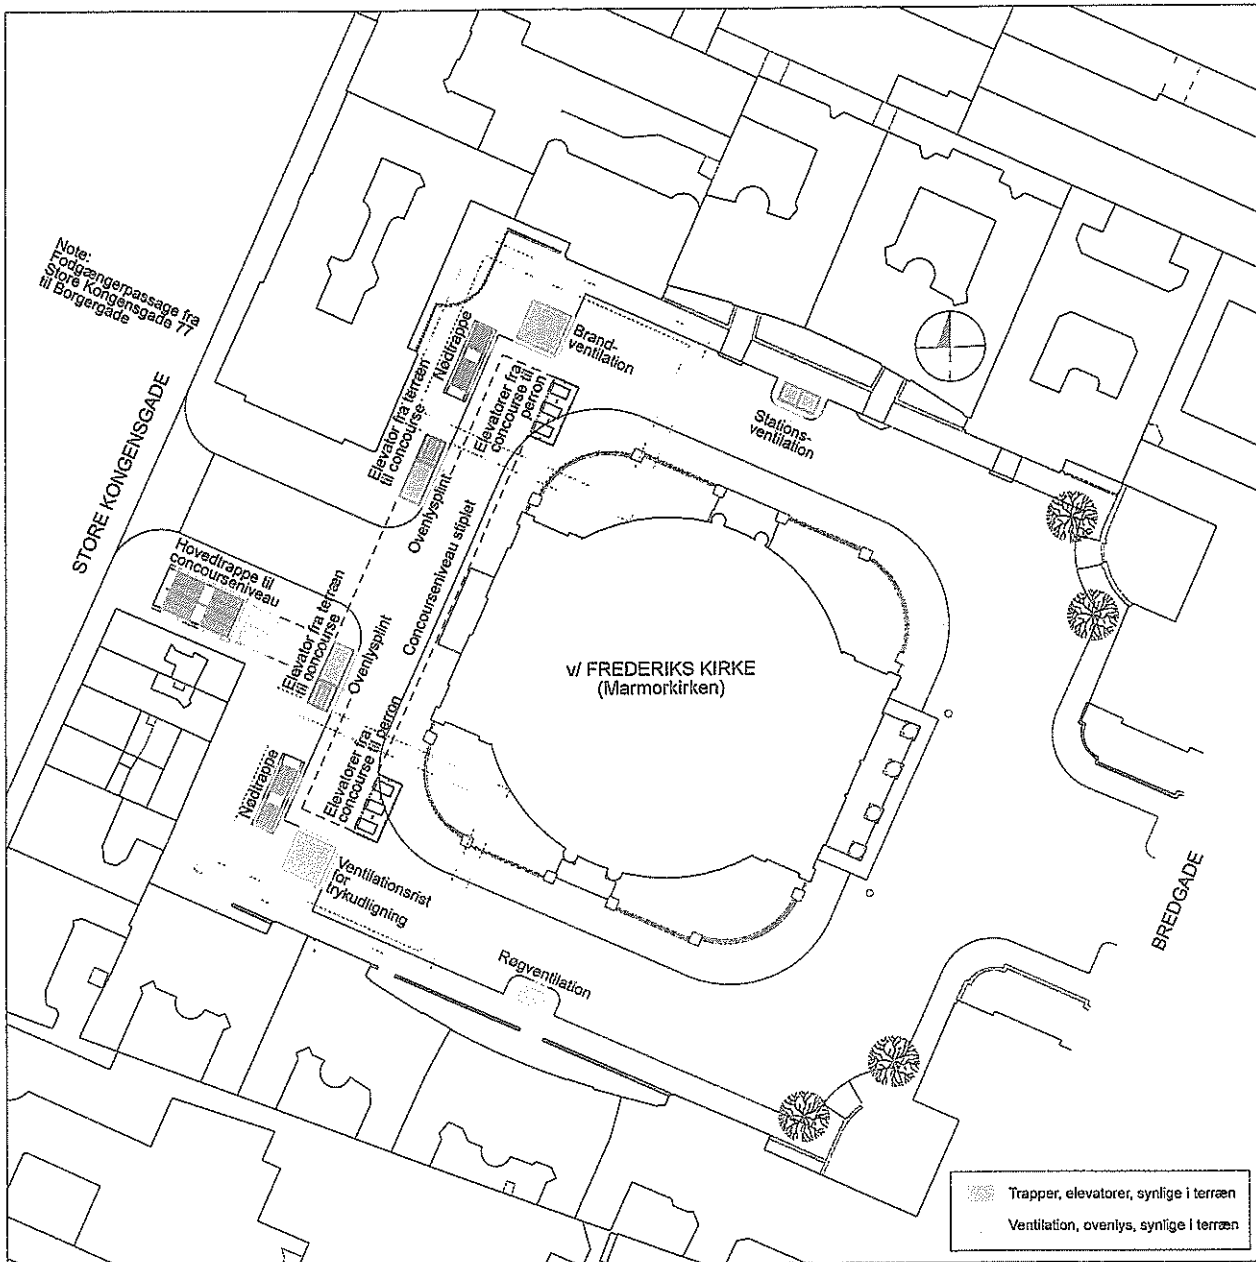 Note:
Fodgængerpassage fra
Store Kongensgade 77
til Borgergade
STORE KONGENSGADE
Nødtrappe
Brand-
ventilation
Elevator fra terræn
til concourse
Elevatorer fra
concourse til
perron
Stations-
ventilation
Ovenlysplint
Concourseniveau stiplet
Hovedtrappe til
concourseniveau
Elevator fra terræn
til concourse
Ovenlysplint
v/ FREDERIKS KIRKE
(Marmorkirken)
Nødtrappe
Elevatorer fra
concourse til perron
Ventilationsrist
for
trykudligning
Røgventilation
BREDGADE
Trapper, elevatorer, synlige i terræn
Ventilation, ovenlys, synlige i terræn